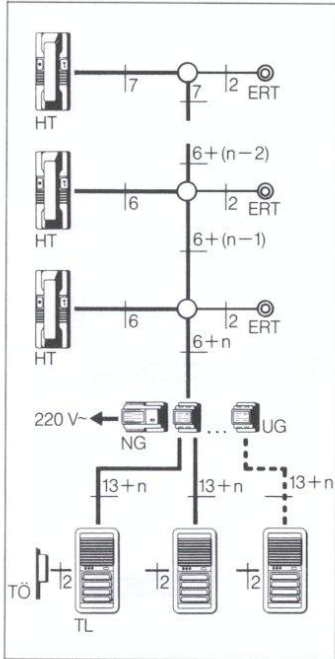 7
7
2
ERT
HT
6+(n−2)
6
2
ERT
HT
6+(n−1)
6
2
ERT
HT
6+n
220 V~
NG
...
UG
13+n
13+n
13+n
TÖ
2
2
2
TL